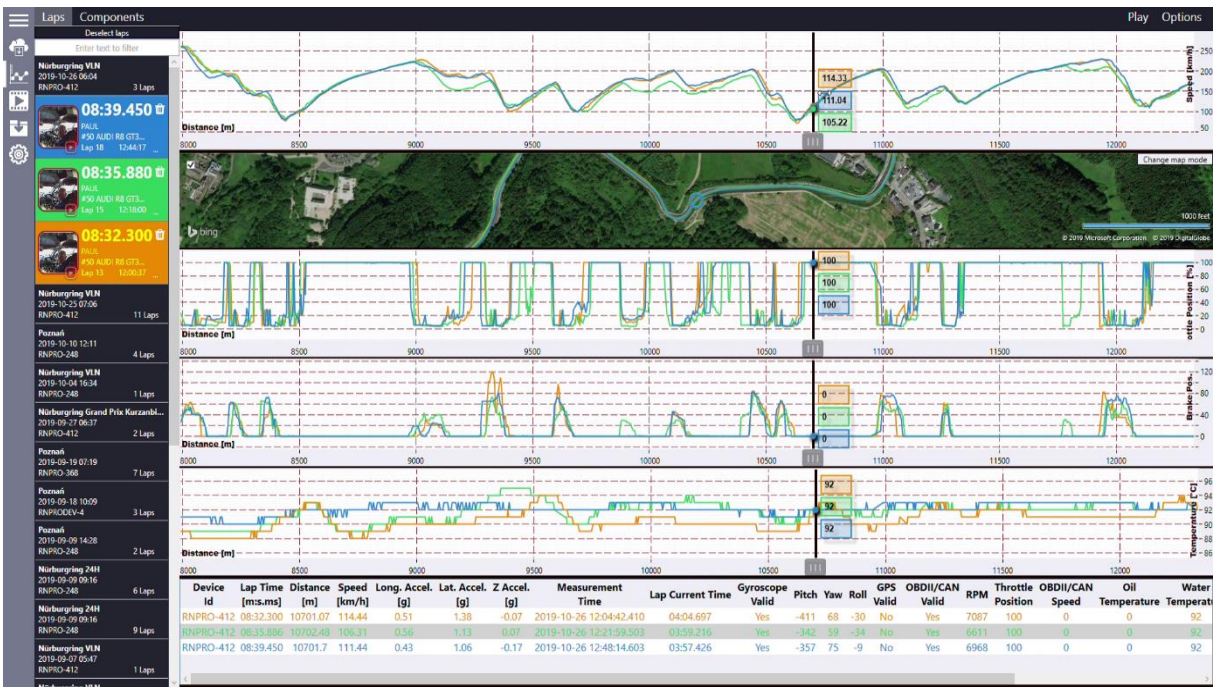 Laps Components Play Options
Deselect laps
Enter text to filter
Nürburgring VLN
2019-10-26 06:04
RNPRO-412 3 Laps
08:39.450
PAUL
#50 AUDI R8 GT3...
Lap 18 12:44:17 ...
08:35.880
PAUL
#50 AUDI R8 GT3...
Lap 15 12:18:00 ...
08:32.300
PAUL
#50 AUDI R8 GT3...
Lap 13 12:00:37 ...
Nürburgring VLN
2019-10-25 07:06
RNPRO-412 11 Laps
Poznań
2019-10-10 12:11
RNPRO-248 4 Laps
Nürburgring VLN
2019-10-04 16:34
RNPRO-248 1 Laps
Nürburgring Grand Prix Kurzanbi...
2019-09-27 06:37
RNPRO-412 2 Laps
Poznań
2019-09-19 07:19
RNPRO-368 7 Laps
Poznań
2019-09-18 10:09
RNPRODEV-4 3 Laps
Poznań
2019-09-09 14:28
RNPRO-248 2 Laps
Nürburgring 24H
2019-09-09 09:16
RNPRO-248 6 Laps
Nürburgring 24H
2019-09-09 09:16
RNPRO-248 9 Laps
Nürburgring VLN
2019-09-07 05:47
RNPRO-412 1 Laps
Nürburgring VLN
250
200
150
100
50
Speed [km/h]
114.33
111.04
105.22
Distance [m]
8000 8500 9000 9500 10000 10500 11000 11500 12000
Change map mode
bing
1000 feet
© 2019 Microsoft Corporation © 2019 DigitalGlobe
100
80
60
40
20
0
ottle Position [%]
100
100
100
Distance [m]
8000 8500 9000 9500 10000 10500 11000 11500 12000
120
80
40
0
Brake Pos.
0
0
0
Distance [m]
8000 8500 9000 9500 10000 10500 11000 11500 12000
96
94
92
90
88
86
Temperature [°C]
92
92
92
Distance [m]
8000 8500 9000 9500 10000 10500 11000 11500 12000
Device Lap Time Distance Speed Long. Accel. Lat. Accel. Z Accel. Measurement Lap Current Time Gyroscope Pitch Yaw Roll GPS OBDII/CAN RPM Throttle OBDII/CAN Oil Water
Id [m:s.ms] [m] [km/h] [g] [g] [g] Time Valid Valid Valid Position Speed Temperature Temperat
RNPRO-412 08:32.300 10701.07 114.44 0.51 1.38 -0.07 2019-10-26 12:04:42.410 04:04.697 Yes -411 68 -30 No Yes 7087 100 0 0 92
RNPRO-412 08:35.886 10702.48 106.31 0.56 1.13 0.07 2019-10-26 12:21:59.503 03:59.216 Yes -342 59 -34 No Yes 6611 100 0 0 92
RNPRO-412 08:39.450 10701.7 111.44 0.43 1.06 -0.17 2019-10-26 12:48:14.603 03:57.426 Yes -357 75 -9 No Yes 6968 100 0 0 92